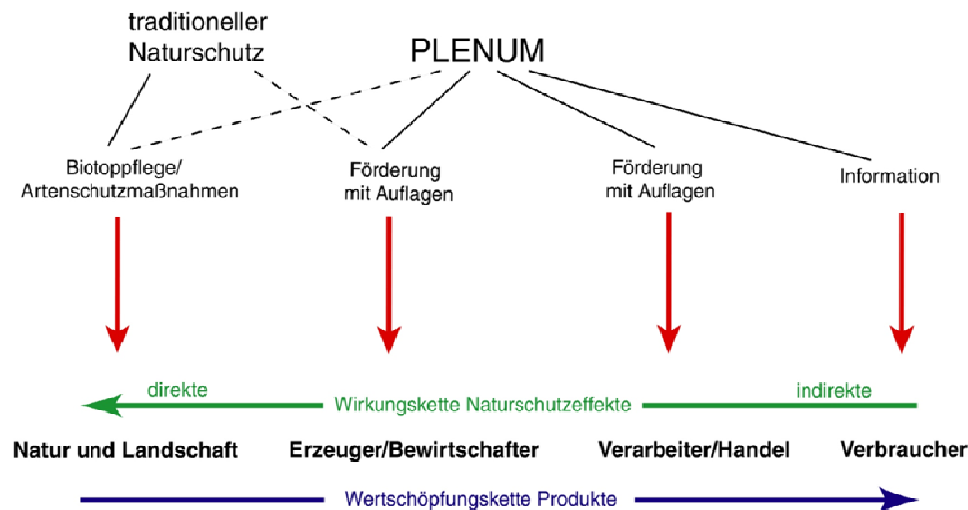 traditioneller
Naturschutz
PLENUM
Biotoppflege/
Artenschutzmaßnahmen
Förderung
mit Auflagen
Förderung
mit Auflagen
Information
direkte
Wirkungskette Naturschutzeffekte
indirekte
Natur und Landschaft
Erzeuger/Bewirtschafter
Verarbeiter/Handel
Verbraucher
Wertschöpfungskette Produkte